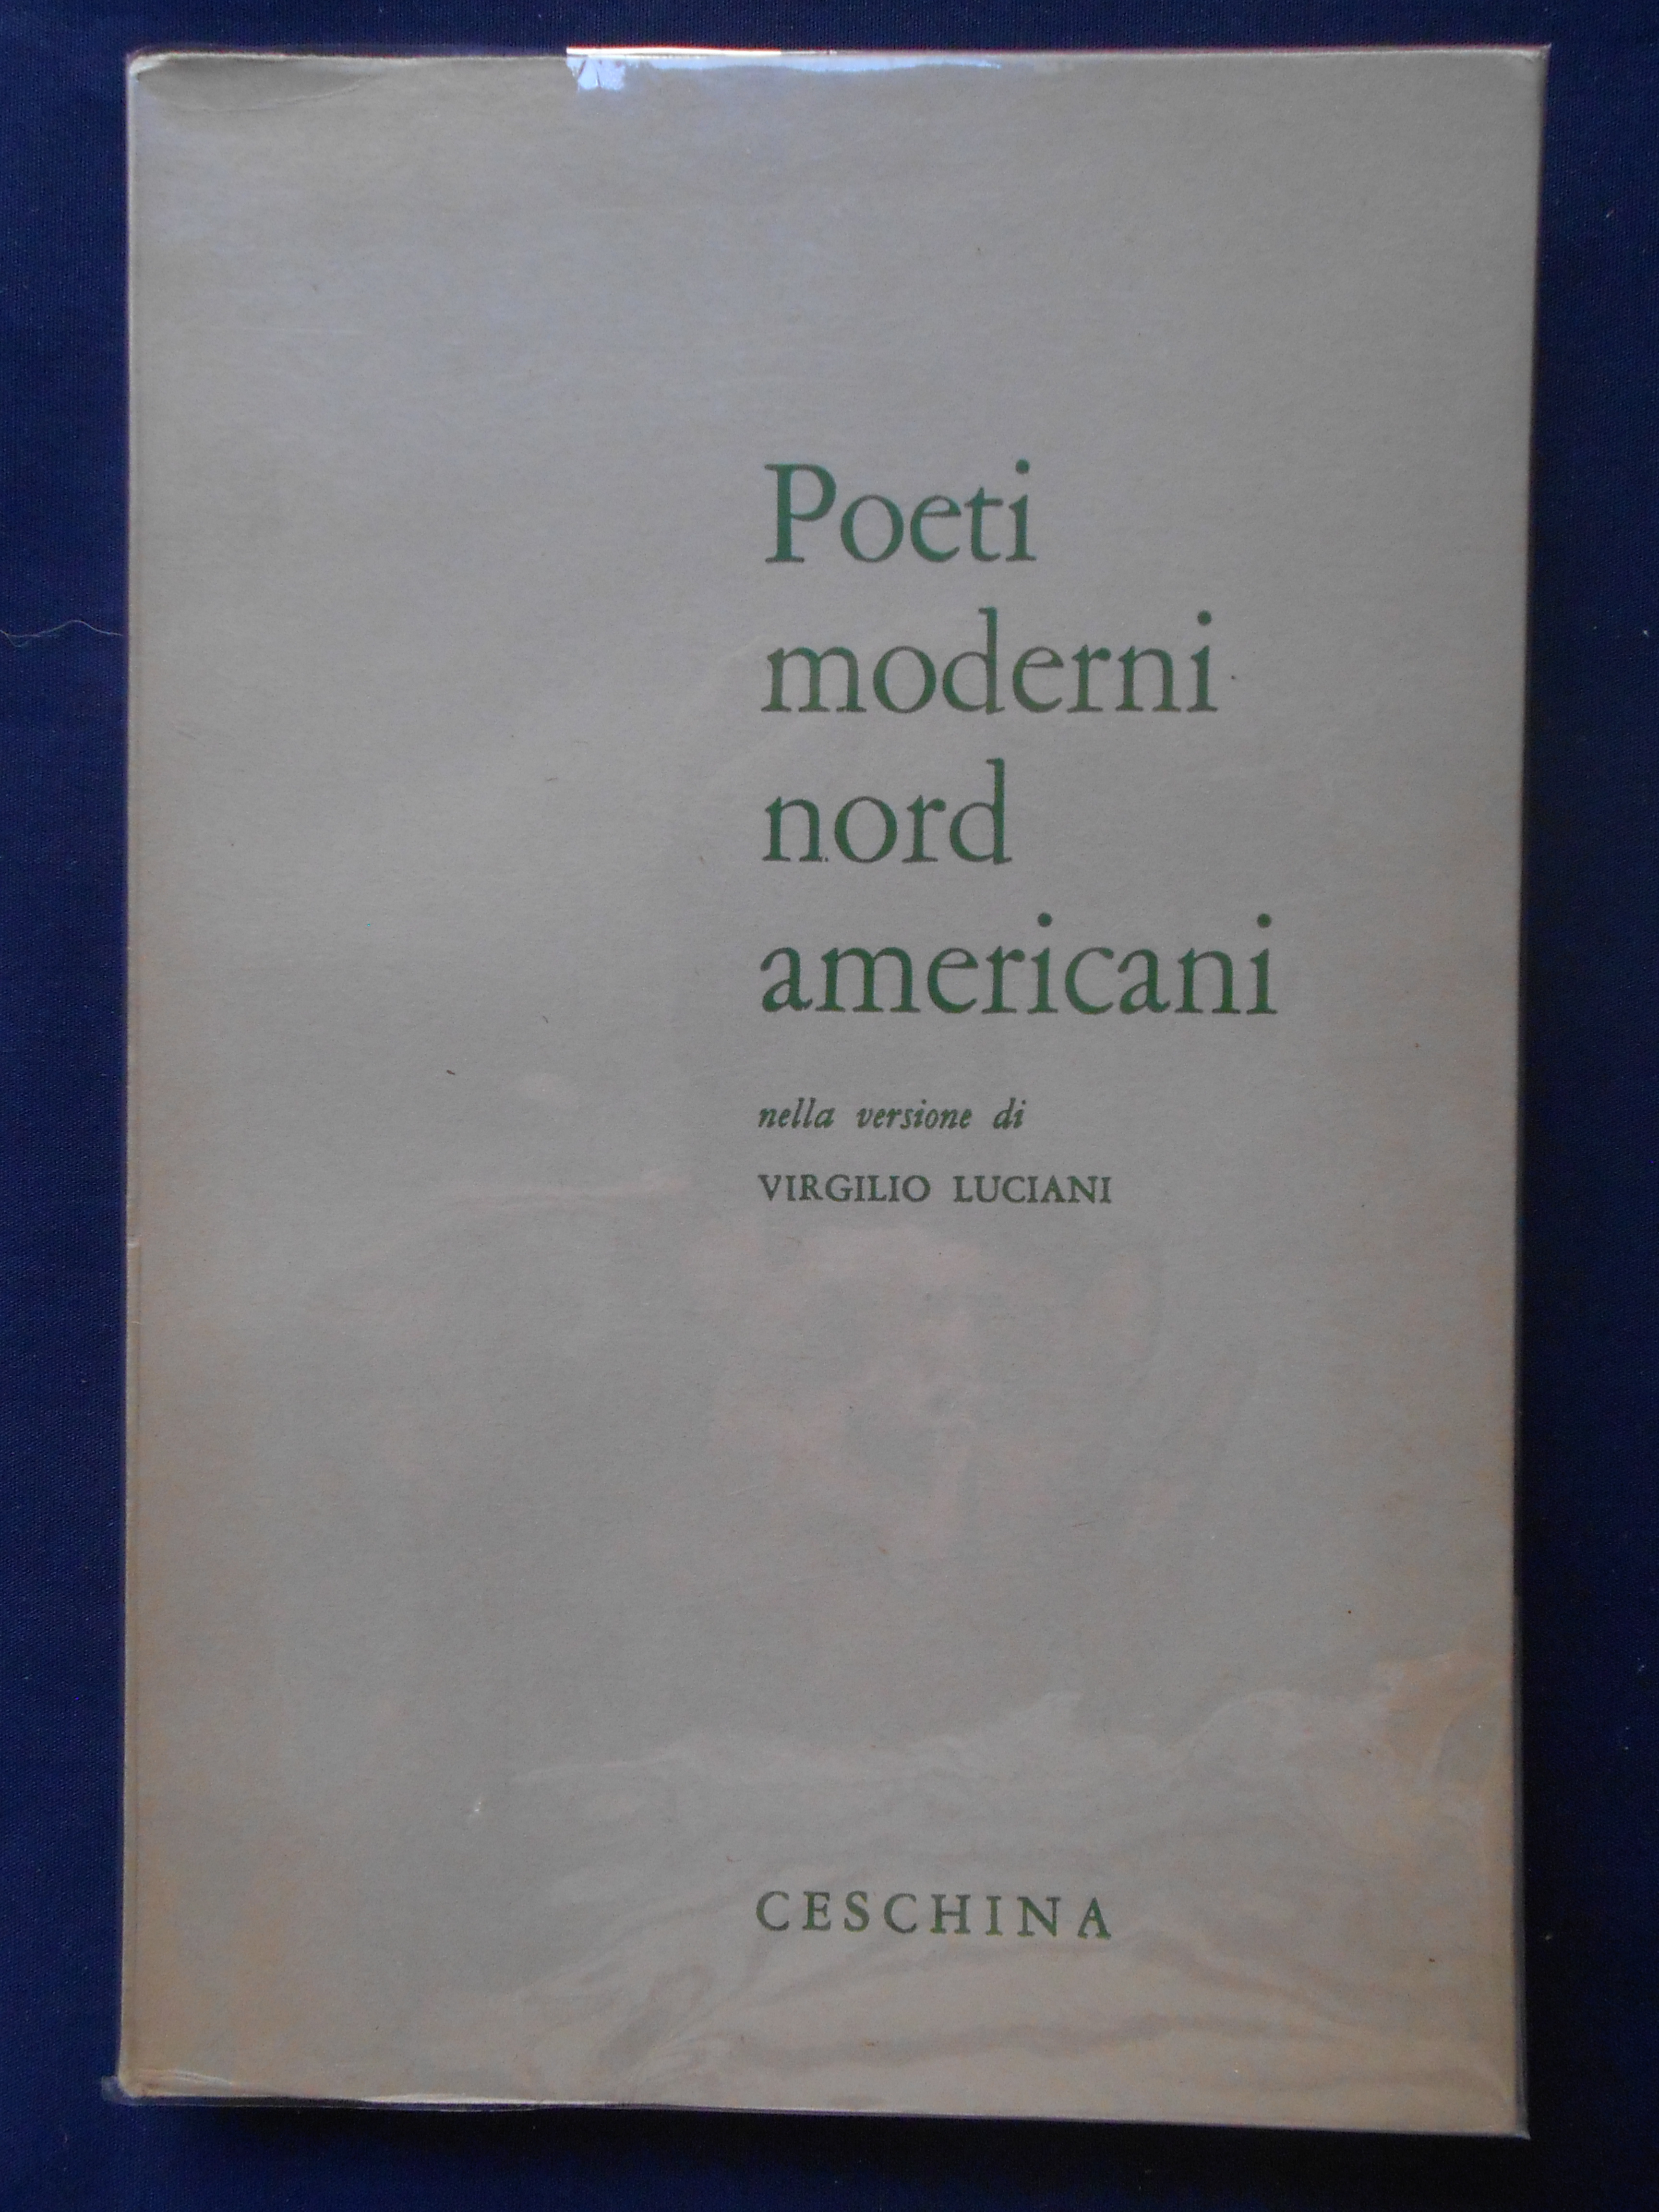 Poeti
moderni
nord
americani
nella versione di
VIRGILIO LUCIANI
CESCHINA